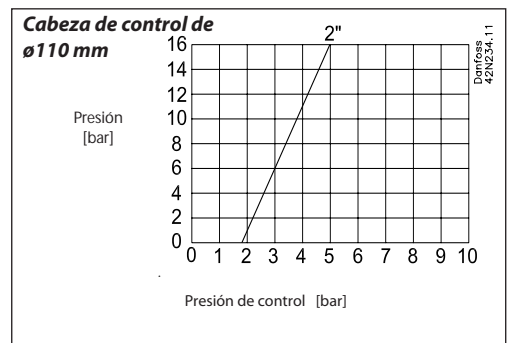 Cabeza de control de
ø110 mm
2"
16
14
12
10
8
6
4
2
0
Presión
[bar]
0 1 2 3 4 5 6 7 8 9 10
Presión de control [bar]
Danfoss
42N234.11